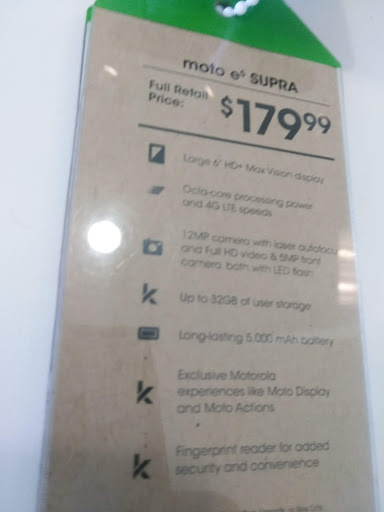 moto e⁵ SUPRA
Full Retail
Price:
$179⁹⁹
Large 6" HD+ Max Vision display
Octa-core processing power
and 4G LTE speeds
12MP camera with laser autofocu
and Full HD video & 5MP front
camera, both with LED flash
Up to 32GB of user storage
Long-lasting 5,000 mAh battery
Exclusive Motorola
experiences like Moto Display
and Moto Actions
Fingerprint reader for added
security and convenience